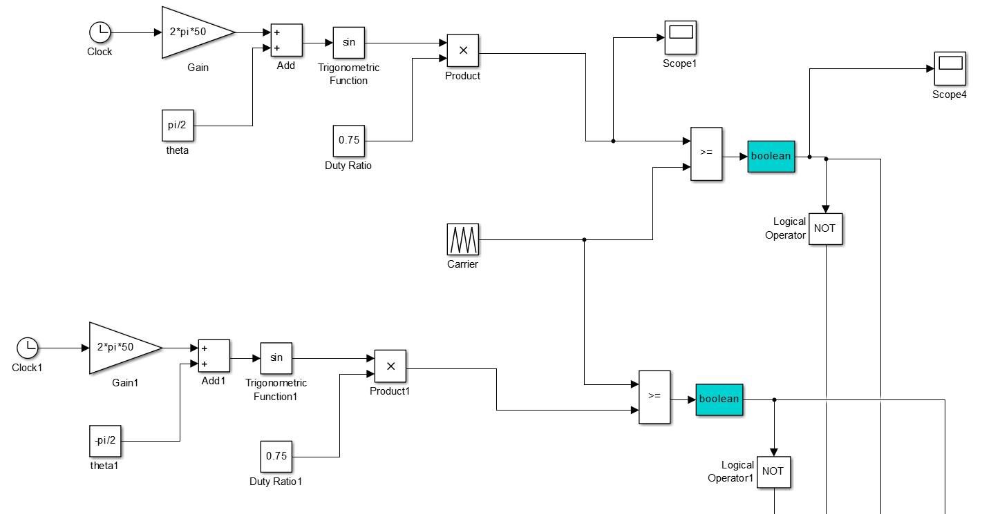 2*pi*50
Clock
Gain
+
+
Add
sin
Trigonometric
Function
×
Product
Scope1
Scope4
pi/2
theta
0.75
Duty Ratio
>=
boolean
Logical
Operator
NOT
Carrier
2*pi*50
Clock1
Gain1
+
+
Add1
sin
Trigonometric
Function1
×
Product1
>=
boolean
-pi/2
theta1
0.75
Duty Ratio1
Logical
Operator1
NOT